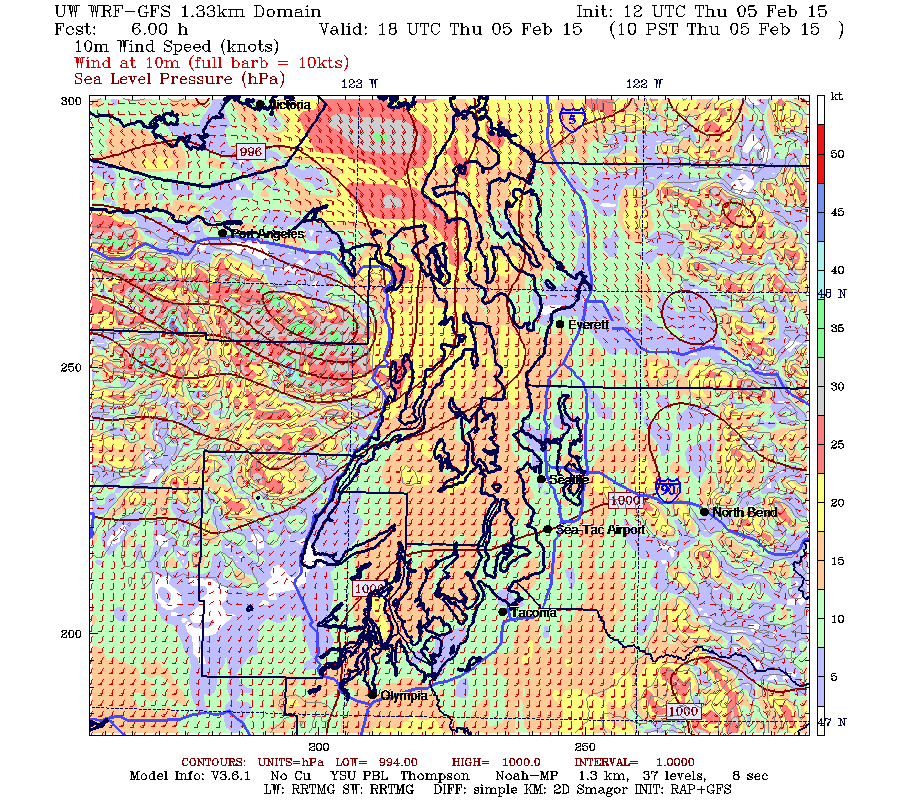 UW WRF-GFS 1.33km Domain Init: 12 UTC Thu 05 Feb 15
Fcst: 6.00 h Valid: 18 UTC Thu 05 Feb 15 (10 PST Thu 05 Feb 15 )
10m Wind Speed (knots)
Wind at 10m (full barb = 10kts)
Sea Level Pressure (hPa)
123 W 122 W
300
Victoria
5
kt
996
50
45
Port Angeles
40
48 N
Everett
35
250
30
25
Seattle
90
20
1000
North Bend
Sea-Tac Airport
15
1000
Tacoma
10
200
5
Olympia
1000
47 N
200 250
CONTOURS: UNITS=hPa LOW= 994.00 HIGH= 1000.0 INTERVAL= 1.0000
Model Info: V3.6.1 No Cu YSU PBL Thompson Noah-MP 1.3 km, 37 levels, 8 sec
LW: RRTMG SW: RRTMG DIFF: simple KM: 2D Smagor INIT: RAP+GFS